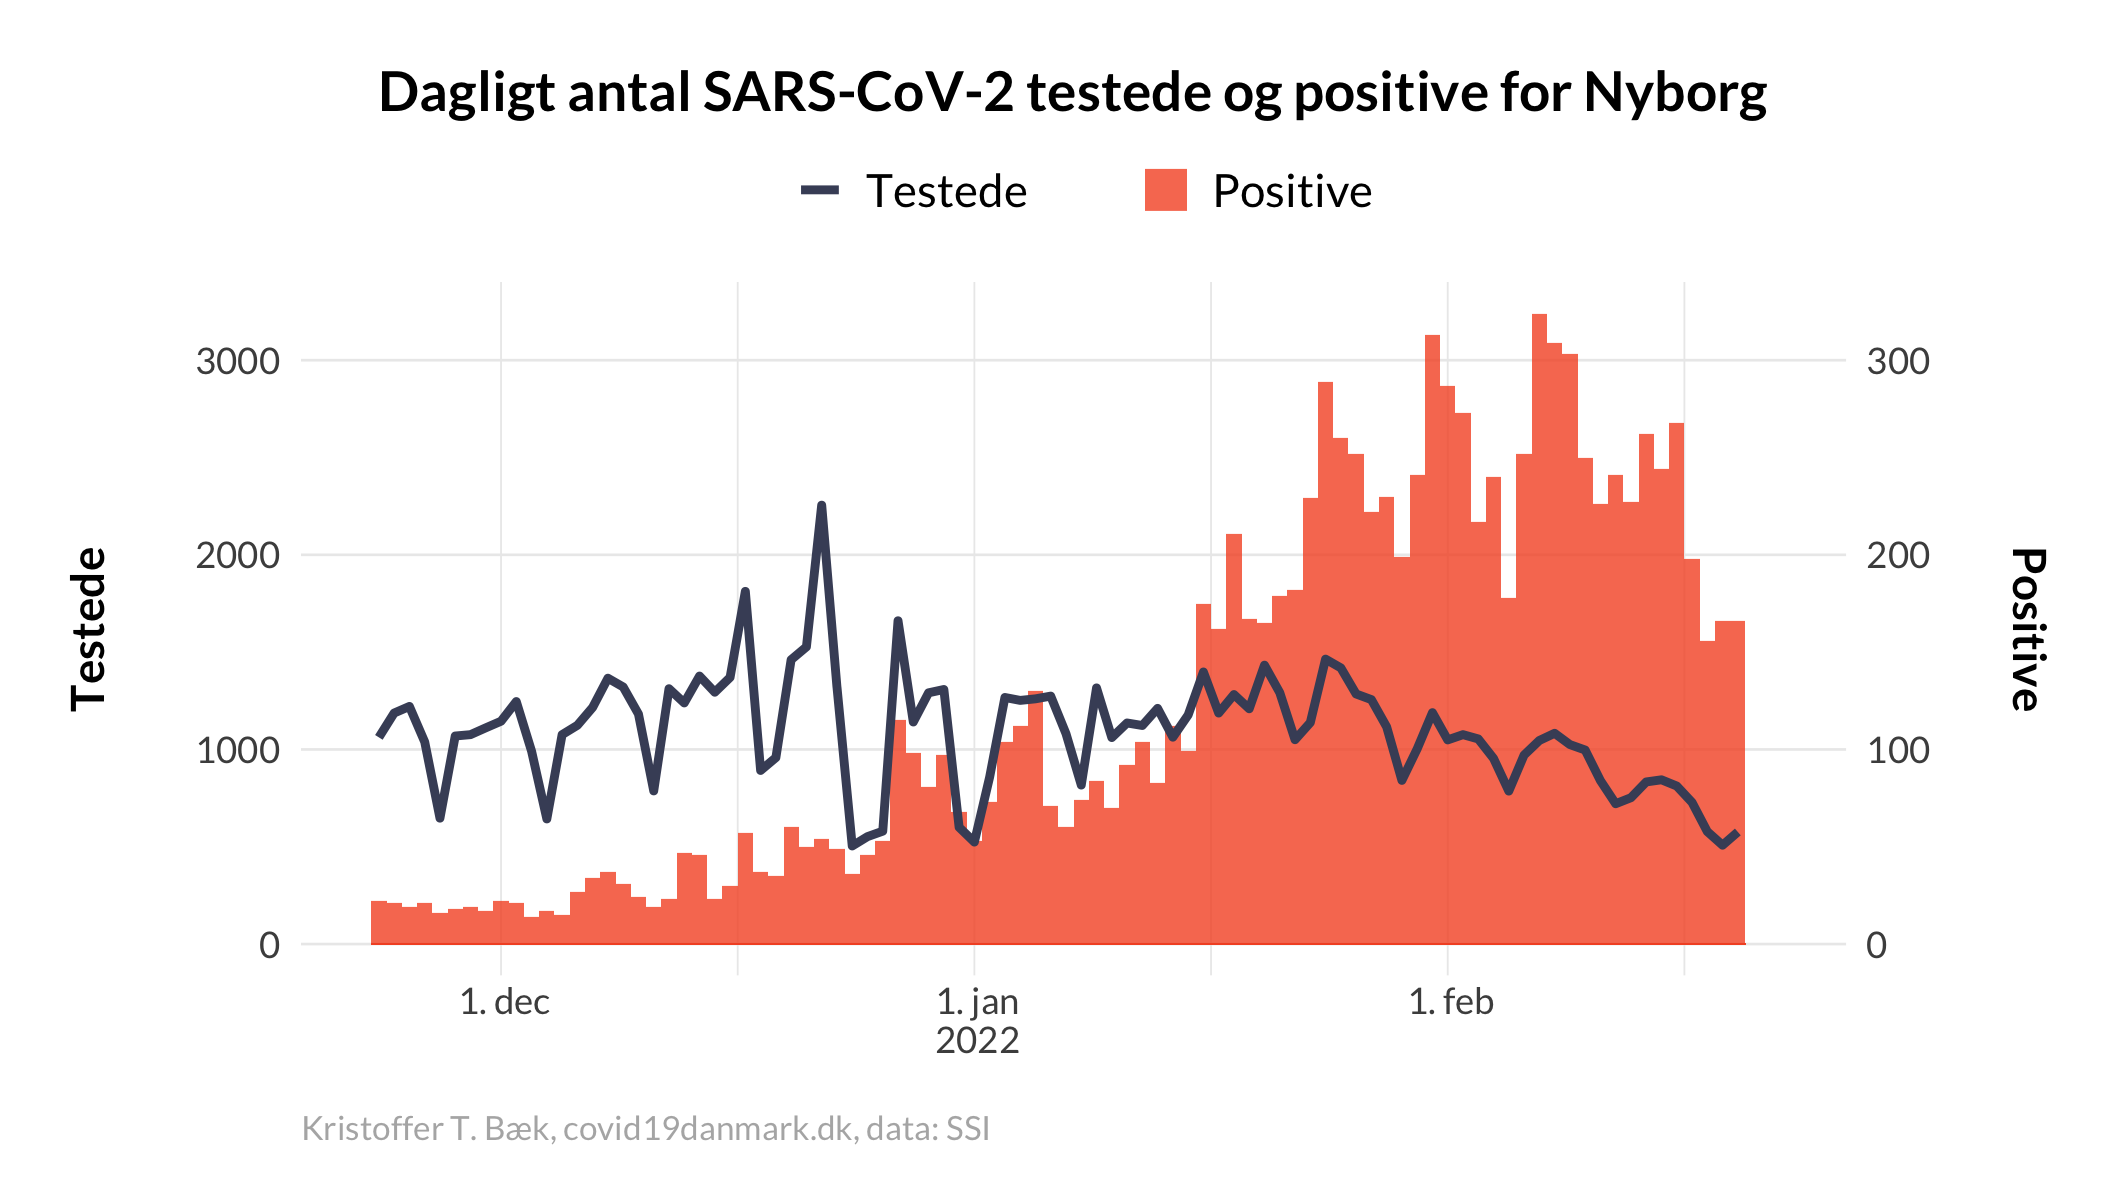 Dagligt antal SARS-CoV-2 testede og positive for Nyborg
Testede
Positive
Testede
3000
2000
1000
0
300
200
100
0
Positive
1. dec
1. jan
2022
1. feb
Kristoffer T. Bæk, covid19danmark.dk, data: SSI